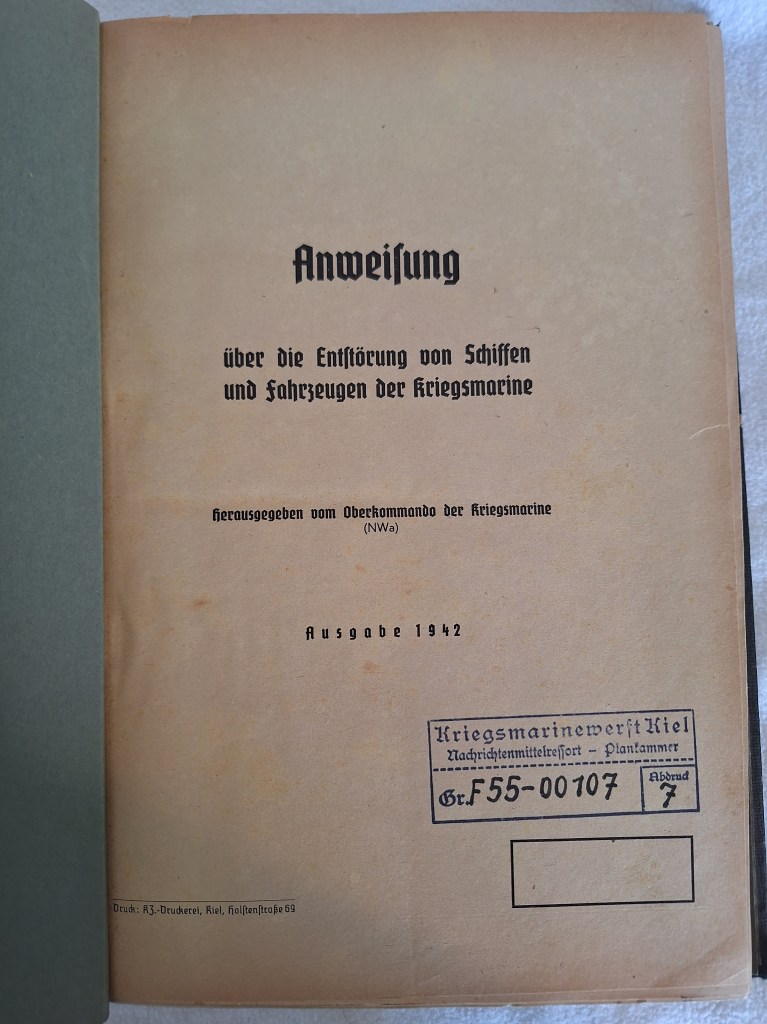 Anweiſung
über die Entſtörung von Schiffen
und Fahrzeugen der Kriegsmarine
Herausgegeben vom Oberkommando der Kriegsmarine
(NWa)
Ausgabe 1942
Kriegsmarinewerft Kiel
Nachrichtenmittelreſſort – Plankammer
Gr. F 55-00107
Abdruck
7
Druck: KZ.-Druckerei, Kiel, Holſtenſtraße 69